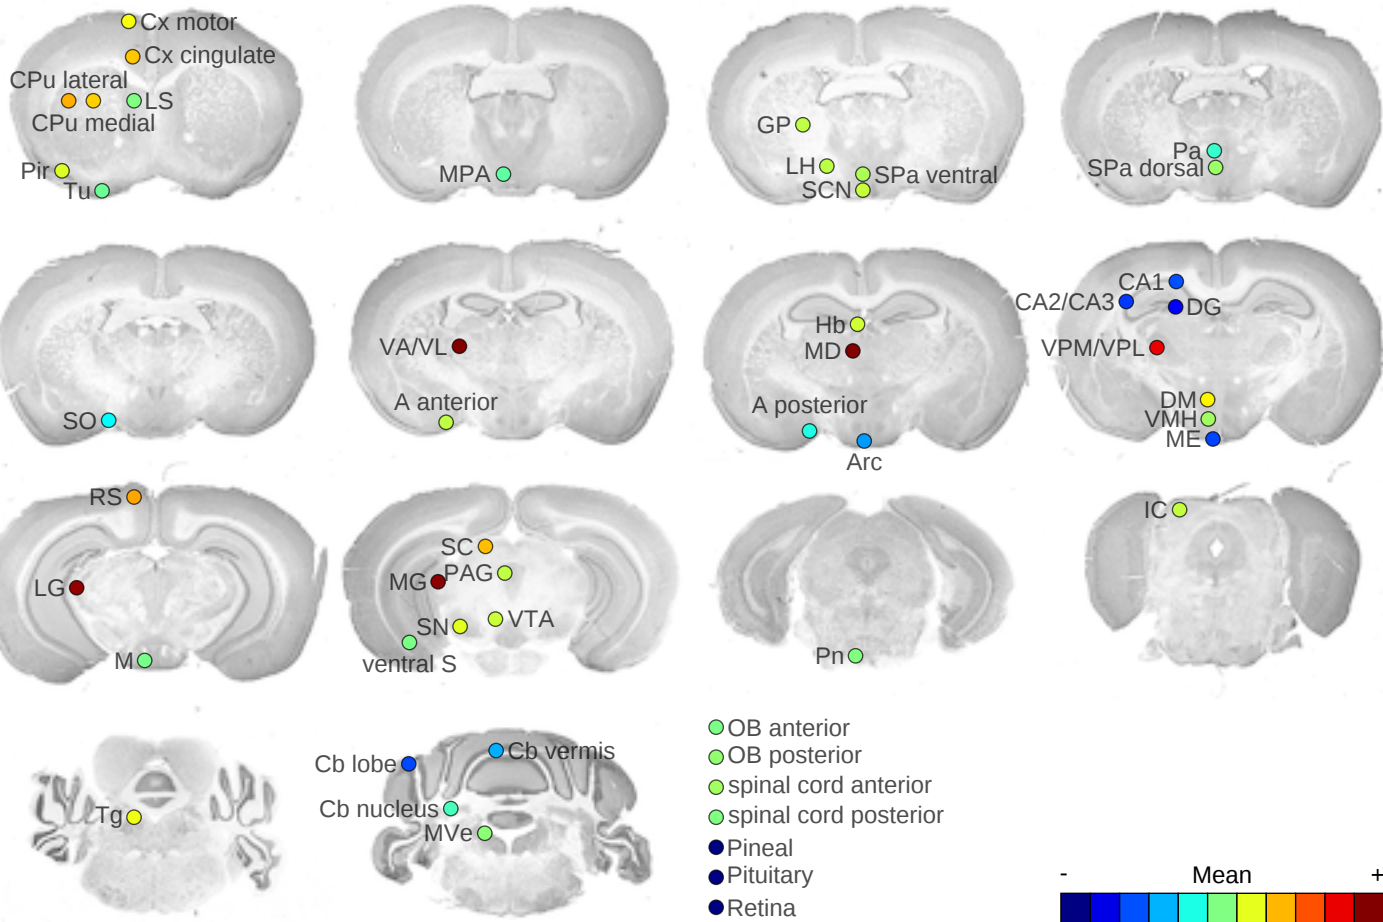 Cx motor
Cx cingulate
CPu lateral
LS
CPu medial
Pir
Tu
MPA
GP
LH
SPa ventral
SCN
Pa
SPa dorsal
SO
VA/VL
A anterior
Hb
MD
A posterior
Arc
CA1
CA2/CA3
DG
VPM/VPL
DM
VMH
ME
RS
LG
M
SC
MG
PAG
SN
VTA
ventral S
Pn
IC
Tg
Cb lobe
Cb vermis
Cb nucleus
MVe
OB anterior
OB posterior
spinal cord anterior
spinal cord posterior
Pineal
Pituitary
Retina
- Mean +